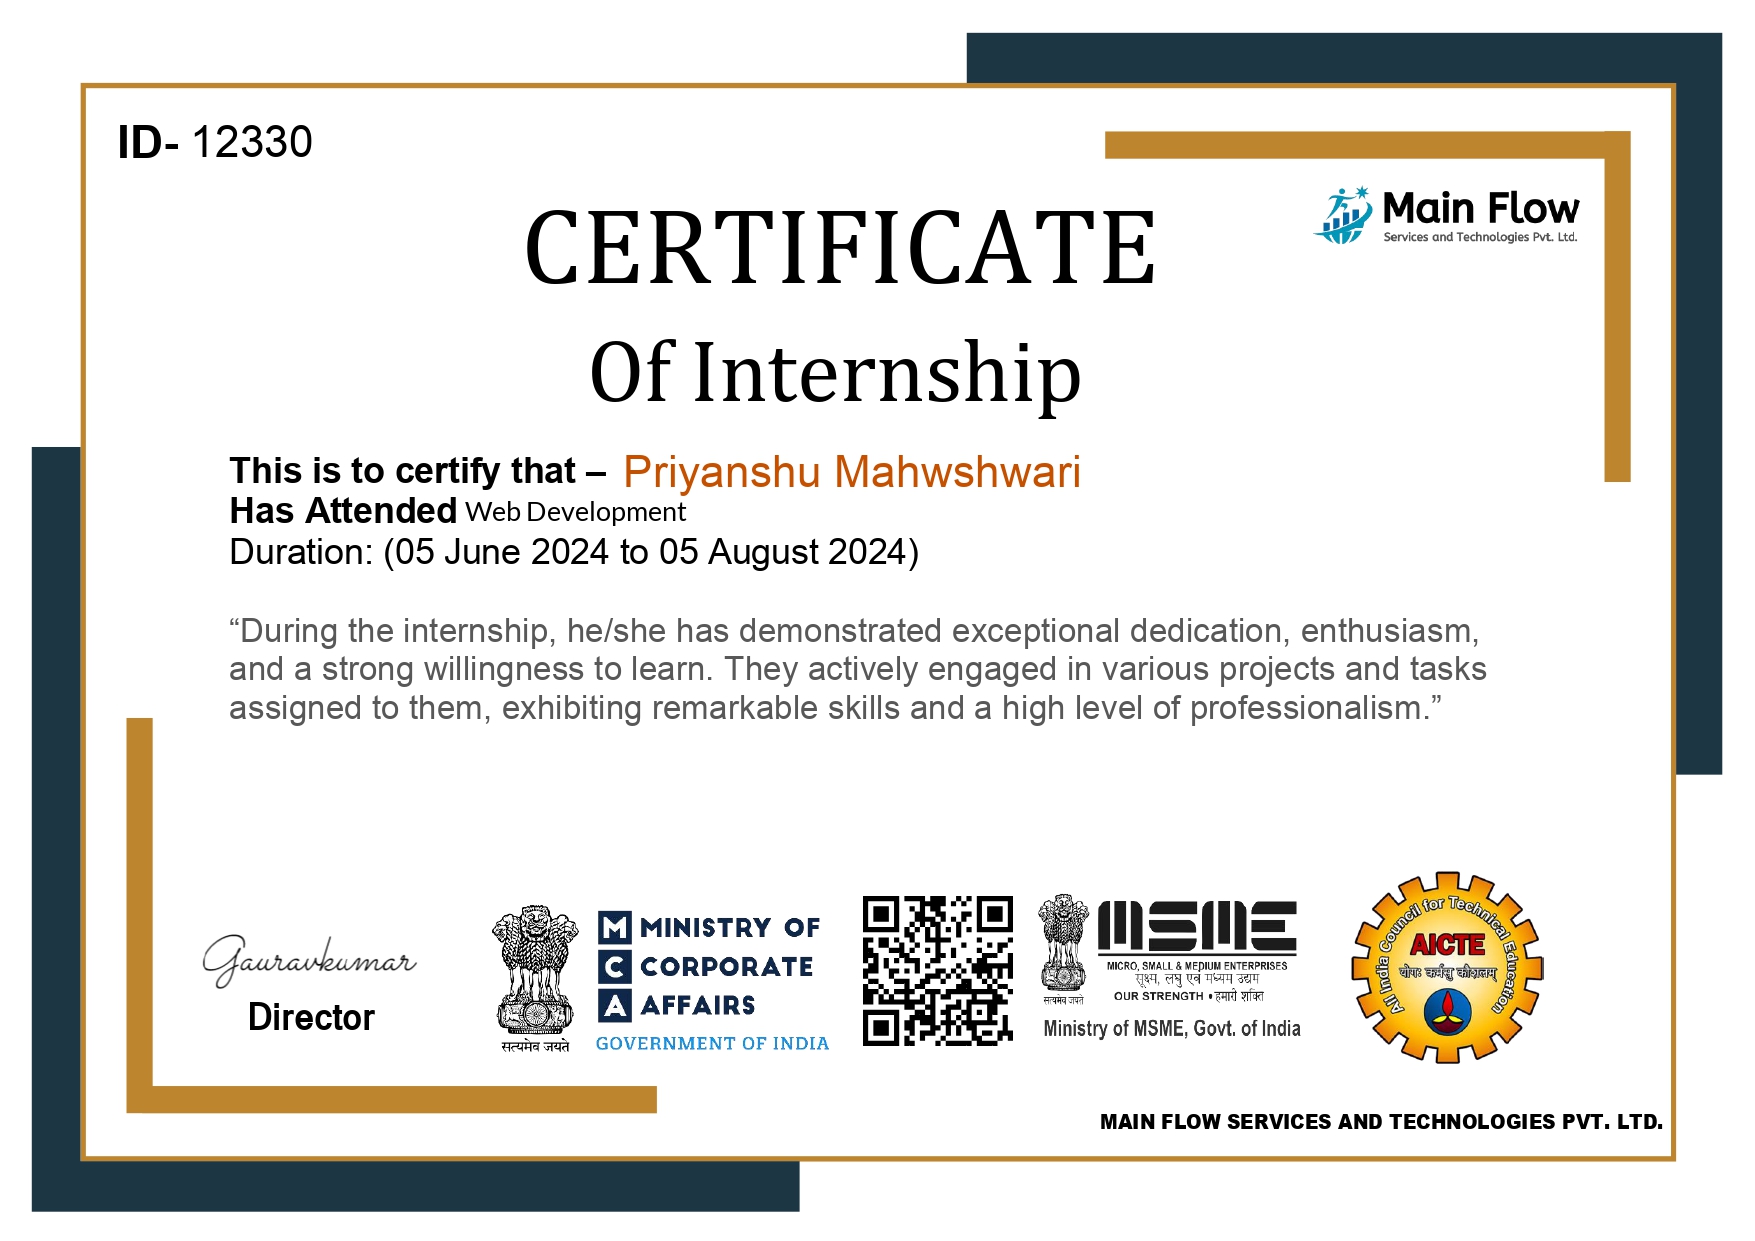 ID- 12330
Main Flow
Services and Technologies Pvt. Ltd.
CERTIFICATE
Of Internship
This is to certify that – Priyanshu Mahwshwari
Has Attended Web Development
Duration: (05 June 2024 to 05 August 2024)
“During the internship, he/she has demonstrated exceptional dedication, enthusiasm,
and a strong willingness to learn. They actively engaged in various projects and tasks
assigned to them, exhibiting remarkable skills and a high level of professionalism.”
Gauravkumar
Director
सत्यमेव जयते
M MINISTRY OF
C CORPORATE
A AFFAIRS
GOVERNMENT OF INDIA
सत्यमेव जयते
MSME
MICRO, SMALL & MEDIUM ENTERPRISES
सूक्ष्म, लघु एवं मध्यम उद्यम
OUR STRENGTH • हमारी शक्ति
Ministry of MSME, Govt. of India
All India Council for Technical Education
AICTE
योगः कर्मसु कौशलम्
MAIN FLOW SERVICES AND TECHNOLOGIES PVT. LTD.